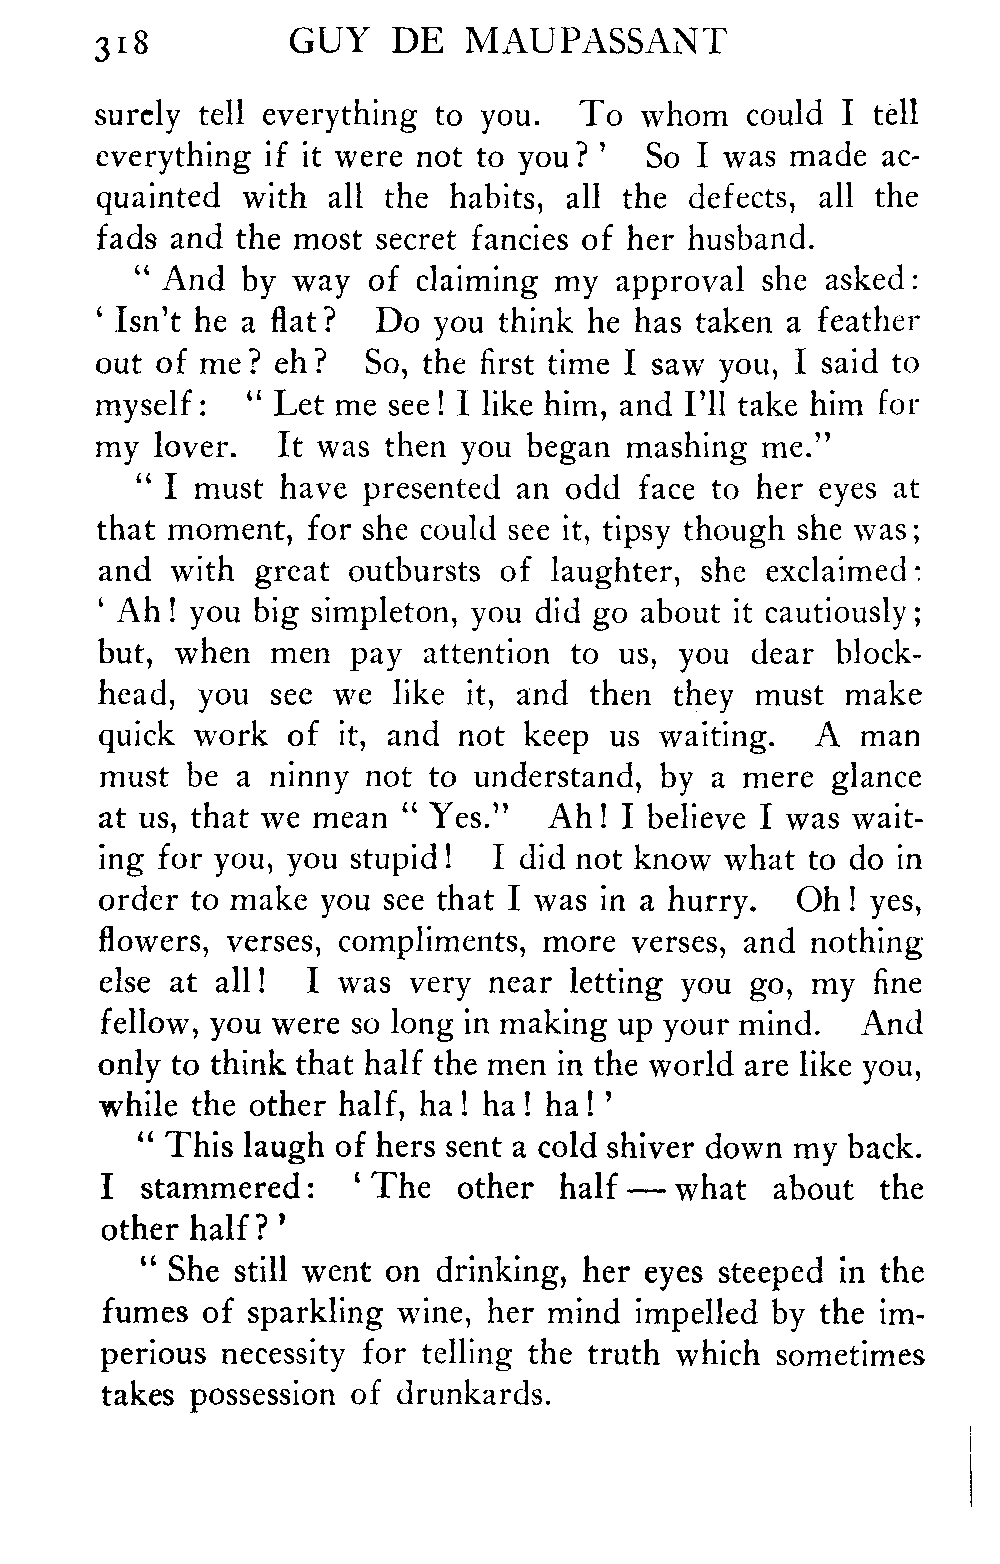 318 GUY DE MAUPASSANT
surely tell everything to you. To whom could I tell
everything if it were not to you?' So I was made ac-
quainted with all the habits, all the defects, all the
fads and the most secret fancies of her husband.
“ And by way of claiming my approval she asked:
‘ Isn't he a flat? Do you think he has taken a feather
out of me? eh? So, the first time I saw you, I said to
myself: “ Let me see! I like him, and I'll take him for
my lover. It was then you began mashing me.”
“ I must have presented an odd face to her eyes at
that moment, for she could see it, tipsy though she was;
and with great outbursts of laughter, she exclaimed:
‘ Ah! you big simpleton, you did go about it cautiously;
but, when men pay attention to us, you dear block-
head, you see we like it, and then they must make
quick work of it, and not keep us waiting. A man
must be a ninny not to understand, by a mere glance
at us, that we mean “ Yes.” Ah! I believe I was wait-
ing for you, you stupid! I did not know what to do in
order to make you see that I was in a hurry. Oh! yes,
flowers, verses, compliments, more verses, and nothing
else at all! I was very near letting you go, my fine
fellow, you were so long in making up your mind. And
only to think that half the men in the world are like you,
while the other half, ha! ha! ha!’
“ This laugh of hers sent a cold shiver down my back.
I stammered: ‘ The other half — what about the
other half?’
“ She still went on drinking, her eyes steeped in the
fumes of sparkling wine, her mind impelled by the im-
perious necessity for telling the truth which sometimes
takes possession of drunkards.